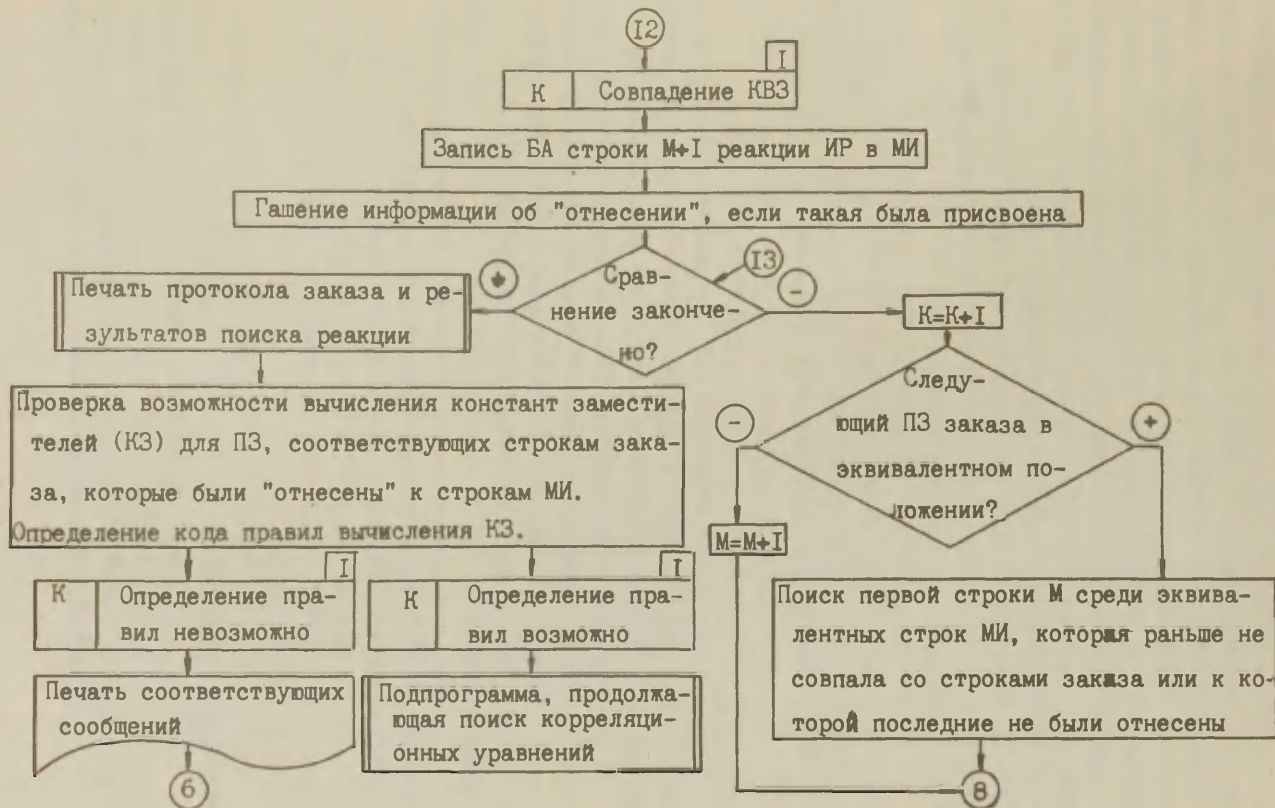 I2
I
К Совпадение КВЗ
Запись БА строки М+I реакции ИР в МИ
Гашение информации об "отнесении", если такая была присвоена
+
Печать протокола заказа и ре-
зультатов поиска реакции
Срав-
нение закончe-
но?
I3
-
К=К+I
Проверка возможности вычисления констант замести-
телей (КЗ) для ПЗ, соответствующих строкам зака-
за, которые были "отнесены" к строкам МИ.
Определение кода правил вычисления КЗ.
-
Следу-
ющий ПЗ заказа в
эквивалентном по-
ложении?
+
М=М+I
I
К Определение пра-
вил невозможно
I
К Определение пра-
вил возможно
Поиск первой строки М среди эквива-
лентных строк МИ, которая раньше не
совпала со строками заказа или к ко-
торой последние не были отнесены
Печать соответствующих
сообщений
Подпрограмма, продолжа-
ющая поиск корреляци-
онных уравнений
6
8